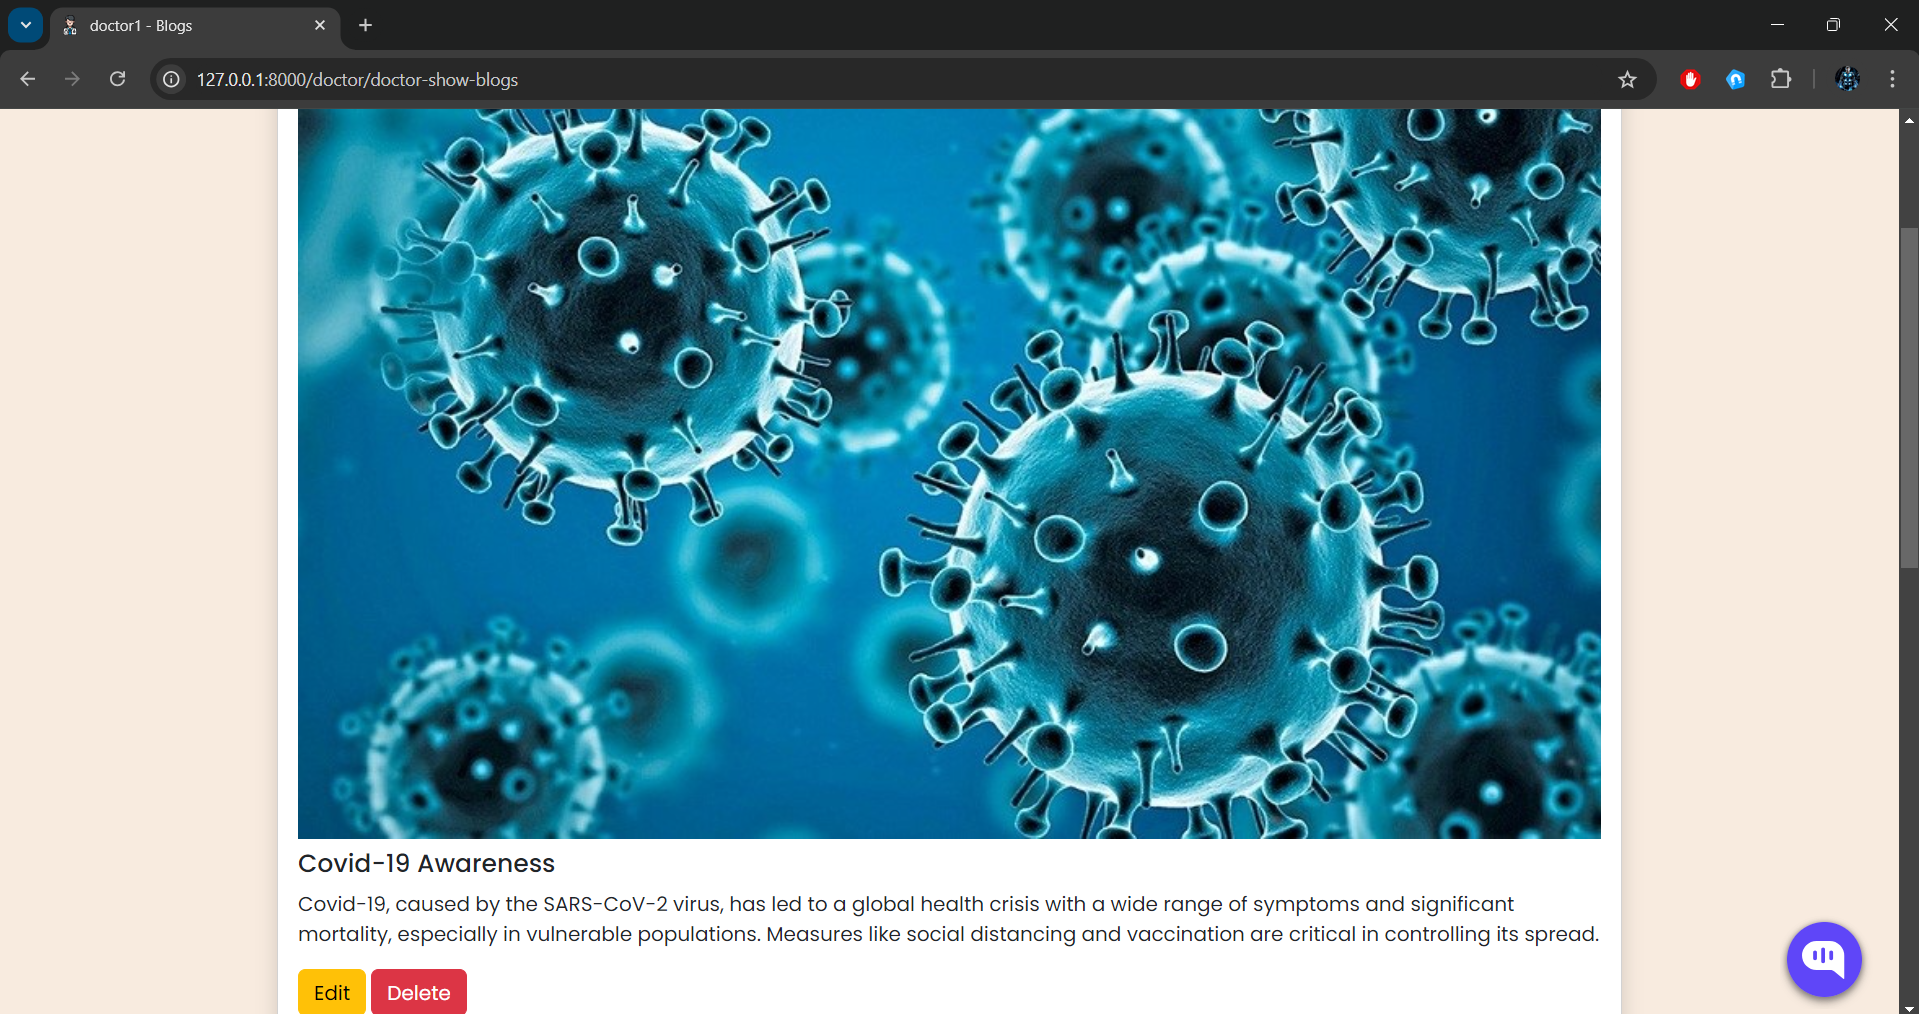 doctor1 - Blogs
127.0.0.1:8000/doctor/doctor-show-blogs
Covid-19 Awareness
Covid-19, caused by the SARS-CoV-2 virus, has led to a global health crisis with a wide range of symptoms and significant
mortality, especially in vulnerable populations. Measures like social distancing and vaccination are critical in controlling its spread.
Edit Delete